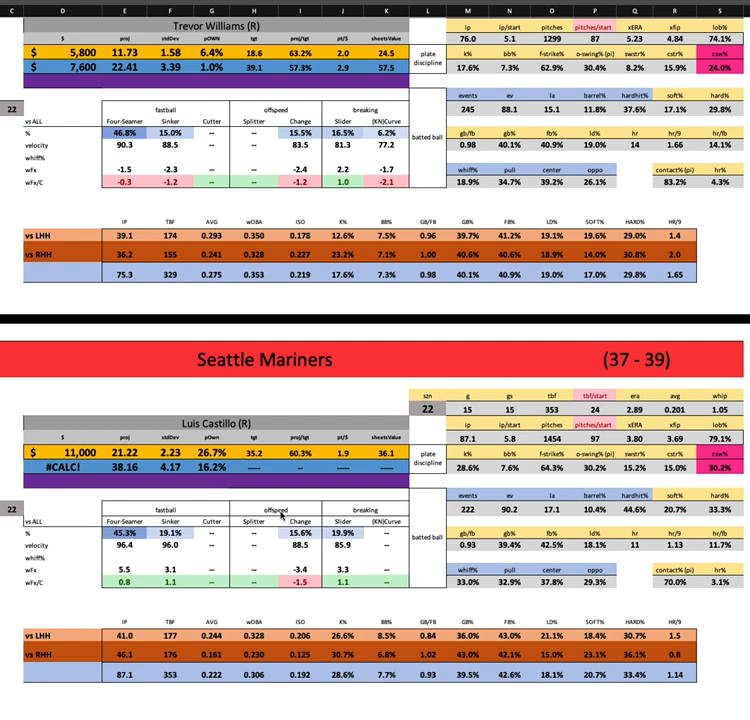 C D E F G H I J K L M N O P Q R S
Trevor Williams (R) ip ip/start pitches pitches/start xERA xfip lob%
$ proj stdDev pOWN tgt proj/tgt pt/$ sheetsValue 76.0 5.1 1299 87 5.23 4.84 74.1%
$ 5,800 11.73 1.58 6.4% 18.6 63.2% 2.0 24.5 plate discipline k% bb% f-strike% o-swing% (pi) swstr% cstr% csw%
$ 7,600 22.41 3.39 1.0% 39.1 57.3% 2.9 57.5 17.6% 7.3% 62.9% 30.4% 8.2% 15.9% 24.0%
events ev la barrel% hardhit% soft% hard%
22 fastball offspeed breaking 245 88.1 15.1 11.8% 37.6% 17.1% 29.8%
vs ALL Four-Seamer Sinker Cutter Splitter Change Slider (KN)Curve
% 46.8% 15.0% -- -- 15.5% 16.5% 6.2% batted ball gb/fb gb% fb% ld% hr hr/9 hr/fb
velocity 90.3 88.5 -- -- 83.5 81.3 77.2 0.98 40.1% 40.9% 19.0% 14 1.66 14.1%
whiff%
wFx -1.5 -2.3 -- -- -2.4 2.2 -1.7 whiff% pull center oppo contact% (pi) hr%
wFx/C -0.3 -1.2 -- -- -1.2 1.0 -2.1 18.9% 34.7% 39.2% 26.1% 83.2% 4.3%
IP TBF AVG wOBA ISO K% BB% GB/FB GB% FB% LD% SOFT% HARD% HR/9
vs LHH 39.1 174 0.293 0.350 0.178 12.6% 7.5% 0.96 39.7% 41.2% 19.1% 19.6% 29.0% 1.4
vs RHH 36.2 155 0.241 0.328 0.227 23.2% 7.1% 1.00 40.6% 40.6% 18.9% 14.0% 30.8% 2.0
75.3 329 0.275 0.353 0.219 17.6% 7.3% 0.98 40.1% 40.9% 19.0% 17.0% 29.8% 1.65
Seattle Mariners (37 - 39)
szn g gs tbf tbf/start era avg whip
22 15 15 353 24 2.89 0.201 1.05
Luis Castillo (R) ip ip/start pitches pitches/start xERA xfip lob%
$ proj stdDev pOwn tgt proj/tgt pt/$ sheetsValue 87.1 5.8 1454 97 3.80 3.69 79.1%
$ 11,000 21.22 2.23 26.7% 35.2 60.3% 1.9 36.1 plate discipline k% bb% f-strike% o-swing% (pi) swstr% cstr% csw%
#CALC! 38.16 4.17 16.2% ---- ---- -- ---- 28.6% 7.6% 64.3% 30.2% 15.2% 15.0% 30.2%
events ev la barrel% hardhit% soft% hard%
22 fastball offspeed breaking 222 90.2 17.1 10.4% 44.6% 20.7% 33.3%
vs ALL Four-Seamer Sinker Cutter Splitter Change Slider (KN)Curve
% 45.3% 19.1% -- -- 15.6% 19.9% -- batted ball gb/fb gb% fb% ld% hr hr/9 hr/fb
velocity 96.4 96.0 -- -- 88.5 85.9 -- 0.93 39.4% 42.5% 18.1% 11 1.13 11.7%
whiff%
wFx 5.5 3.1 -- -- -3.4 3.3 -- whiff% pull center oppo contact% (pi) hr%
wFx/C 0.8 1.1 -- -- -1.5 1.1 -- 33.0% 32.9% 37.8% 29.3% 70.0% 3.1%
IP TBF AVG wOBA ISO K% BB% GB/FB GB% FB% LD% SOFT% HARD% HR/9
vs LHH 41.0 177 0.244 0.328 0.206 26.6% 8.5% 0.84 36.0% 43.0% 21.1% 18.4% 30.7% 1.5
vs RHH 46.1 176 0.161 0.230 0.125 30.7% 6.8% 1.02 43.0% 42.1% 15.0% 23.1% 36.1% 0.8
87.1 353 0.222 0.306 0.192 28.6% 7.7% 0.93 39.5% 42.6% 18.1% 20.7% 33.4% 1.14